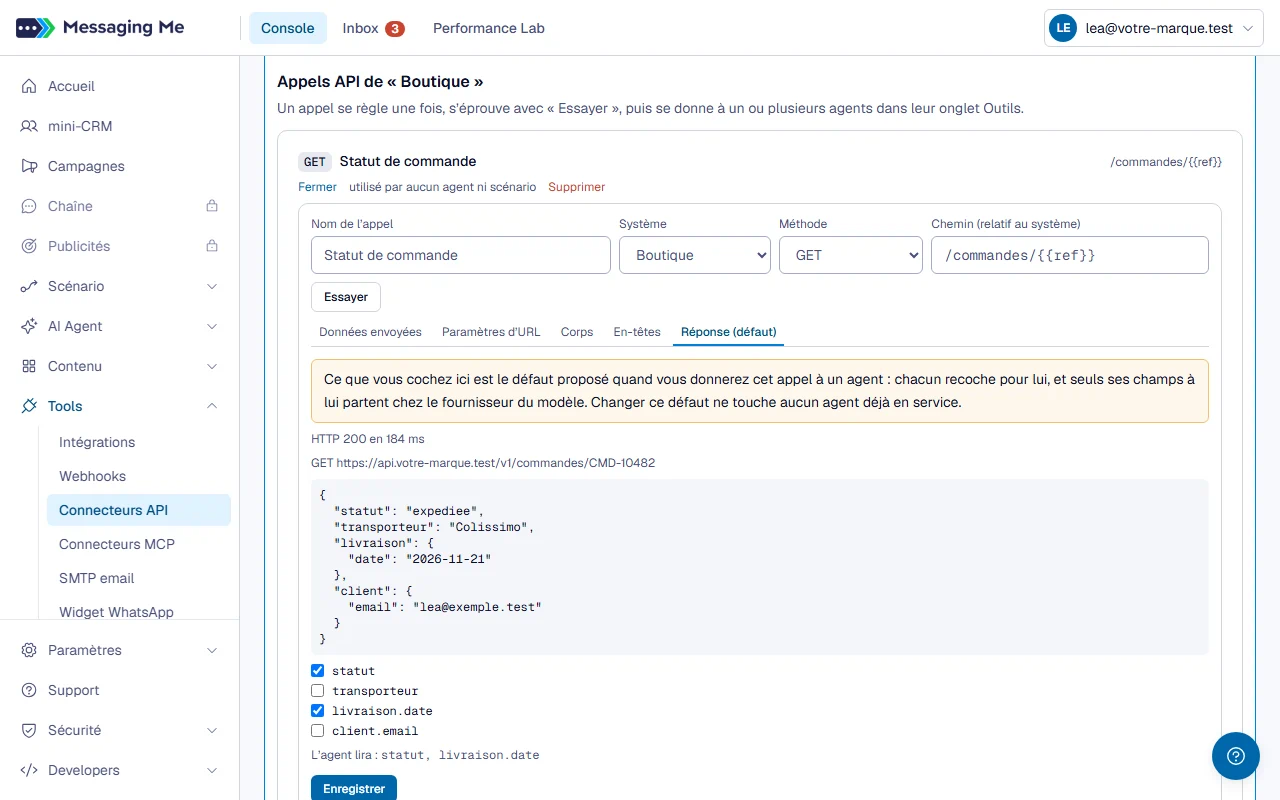 Messaging Me
Console
Inbox 3
Performance Lab
LE lea@votre-marque.test
Accueil
mini-CRM
Campagnes
Chaîne
Publicités
Scénario
AI Agent
Contenu
Tools
Intégrations
Webhooks
Connecteurs API
Connecteurs MCP
SMTP email
Widget WhatsApp
Paramètres
Support
Sécurité
Developers
Appels API de « Boutique »
Un appel se règle une fois, s'éprouve avec « Essayer », puis se donne à un ou plusieurs agents dans leur onglet Outils.
GET Statut de commande /commandes/{{ref}}
Fermer utilisé par aucun agent ni scénario Supprimer
Nom de l'appel Système Méthode Chemin (relatif au système)
Statut de commande Boutique GET /commandes/{{ref}}
Essayer
Données envoyées Paramètres d'URL Corps En-têtes Réponse (défaut)
Ce que vous cochez ici est le défaut proposé quand vous donnerez cet appel à un agent : chacun recoche pour lui, et seuls ses champs à
lui partent chez le fournisseur du modèle. Changer ce défaut ne touche aucun agent déjà en service.
HTTP 200 en 184 ms
GET https://api.votre-marque.test/v1/commandes/CMD-10482
{
"statut": "expediee",
"transporteur": "Colissimo",
"livraison": {
"date": "2026-11-21"
},
"client": {
"email": "lea@exemple.test"
}
}
statut
transporteur
livraison.date
client.email
L'agent lira : statut, livraison.date
Enregistrer